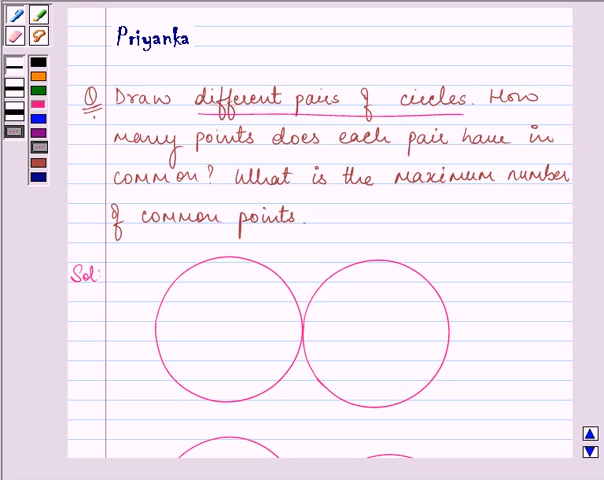 Priyanka
Q Draw different pairs of circles. How
many points does each pair have in
common? What is the maximum number
of common points.
Sol: